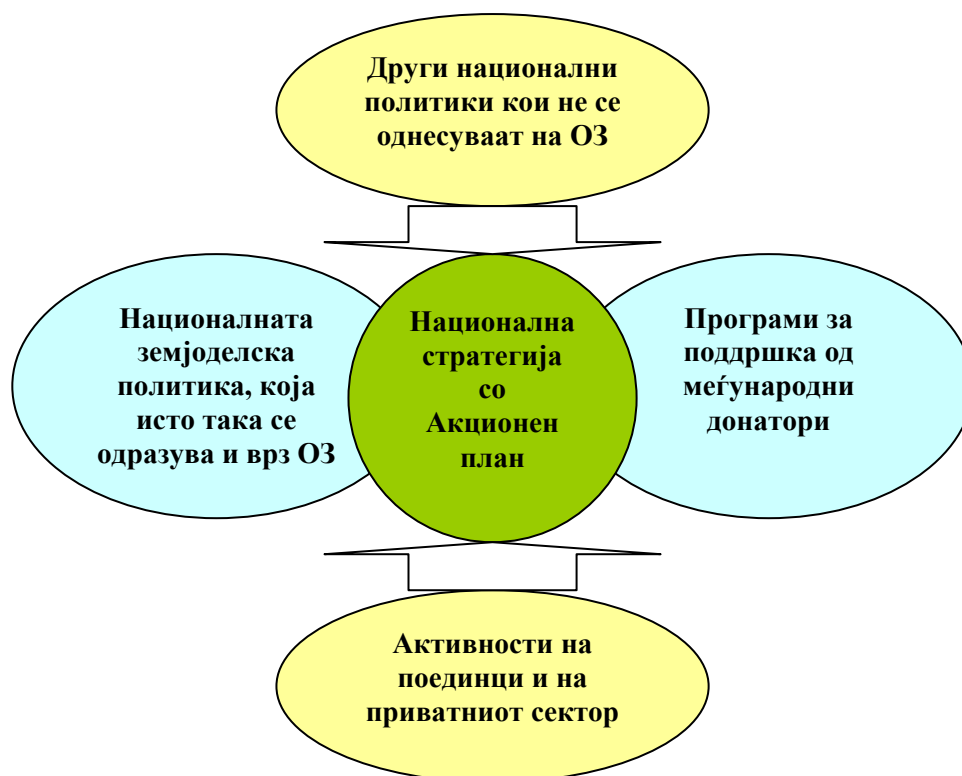 Други национални
политики кои не се
однесуваат на ОЗ
Националната
земјоделска
политика, која
исто така се
одразува и врз ОЗ
Национална
стратегија
со
Акционен
план
Програми за
поддршка од
меѓународни
донатори
Активности на
поединци и на
приватниот сектор